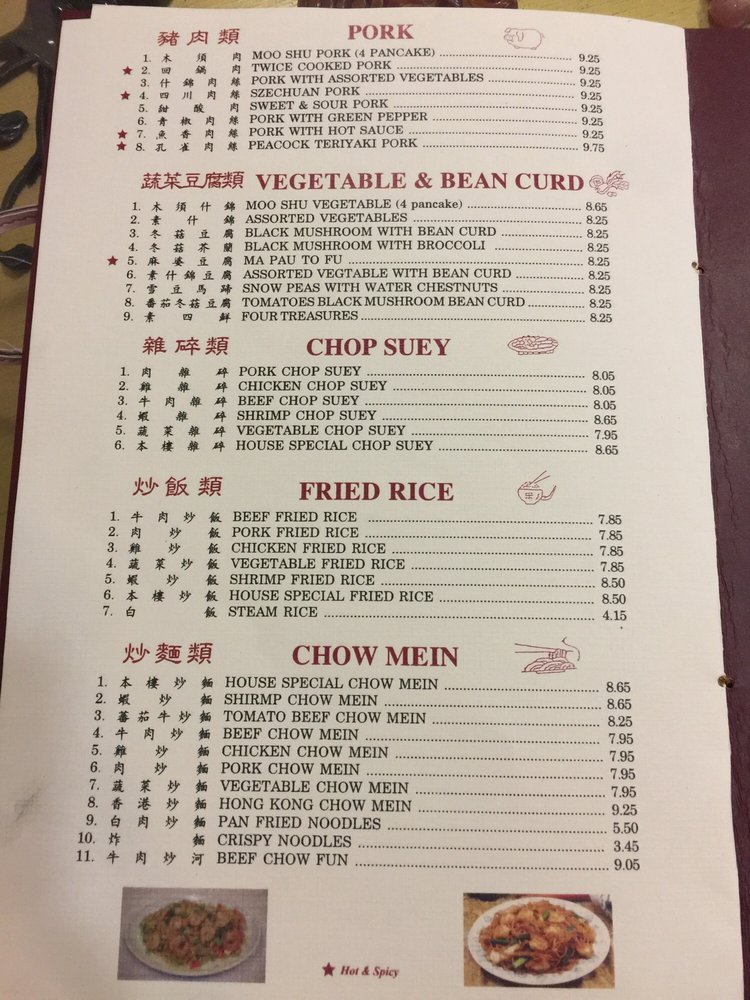 豬肉類 PORK
1. 木須肉 MOO SHU PORK (4 PANCAKE) 9.25
★ 2. 回鍋肉 TWICE COOKED PORK 9.25
3. 什錦肉絲 PORK WITH ASSORTED VEGETABLES 9.25
★ 4. 四川肉絲 SZECHUAN PORK 9.25
5. 甜酸肉 SWEET & SOUR PORK 9.25
6. 青椒肉絲 PORK WITH GREEN PEPPER 9.25
★ 7. 魚香肉絲 PORK WITH HOT SAUCE 9.25
★ 8. 孔雀肉絲 PEACOCK TERIYAKI PORK 9.75
蔬菜豆腐類 VEGETABLE & BEAN CURD
1. 木須什錦 MOO SHU VEGETABLE (4 pancake) 8.65
2. 素什錦 ASSORTED VEGETABLES 8.25
3. 冬菇豆腐 BLACK MUSHROOM WITH BEAN CURD 8.25
4. 冬菇芥蘭 BLACK MUSHROOM WITH BROCCOLI 8.25
★ 5. 麻婆豆腐 MA PAU TO FU 8.25
6. 素什錦豆腐 ASSORTED VEGTABLE WITH BEAN CURD 8.25
7. 雪豆馬蹄 SNOW PEAS WITH WATER CHESTNUTS 8.25
8. 番茄冬菇豆腐 TOMATOES BLACK MUSHROOM BEAN CURD 8.25
9. 素四鮮 FOUR TREASURES 8.25
雜碎類 CHOP SUEY
1. 肉雜碎 PORK CHOP SUEY 8.05
2. 雞雜碎 CHICKEN CHOP SUEY 8.05
3. 牛肉雜碎 BEEF CHOP SUEY 8.05
4. 蝦雜碎 SHRIMP CHOP SUEY 8.65
5. 蔬菜雜碎 VEGETABLE CHOP SUEY 7.95
6. 本樓雜碎 HOUSE SPECIAL CHOP SUEY 8.65
炒飯類 FRIED RICE
1. 牛肉炒飯 BEEF FRIED RICE 7.85
2. 肉炒飯 PORK FRIED RICE 7.85
3. 雞炒飯 CHICKEN FRIED RICE 7.85
4. 蔬菜炒飯 VEGETABLE FRIED RICE 7.85
5. 蝦炒飯 SHRIMP FRIED RICE 8.50
6. 本樓炒飯 HOUSE SPECIAL FRIED RICE 8.50
7. 白飯 STEAM RICE 4.15
炒麵類 CHOW MEIN
1. 本樓炒麵 HOUSE SPECIAL CHOW MEIN 8.65
2. 蝦炒麵 SHIRMP CHOW MEIN 8.65
3. 蕃茄牛炒麵 TOMATO BEEF CHOW MEIN 8.25
4. 牛肉炒麵 BEEF CHOW MEIN 7.95
5. 雞炒麵 CHICKEN CHOW MEIN 7.95
6. 肉炒麵 PORK CHOW MEIN 7.95
7. 蔬菜炒麵 VEGETABLE CHOW MEIN 7.95
8. 香港炒麵 HONG KONG CHOW MEIN 9.25
9. 白肉炒麵 PAN FRIED NOODLES 5.50
10. 炸麵 CRISPY NOODLES 3.45
11. 牛肉炒河 BEEF CHOW FUN 9.05
★ Hot & Spicy